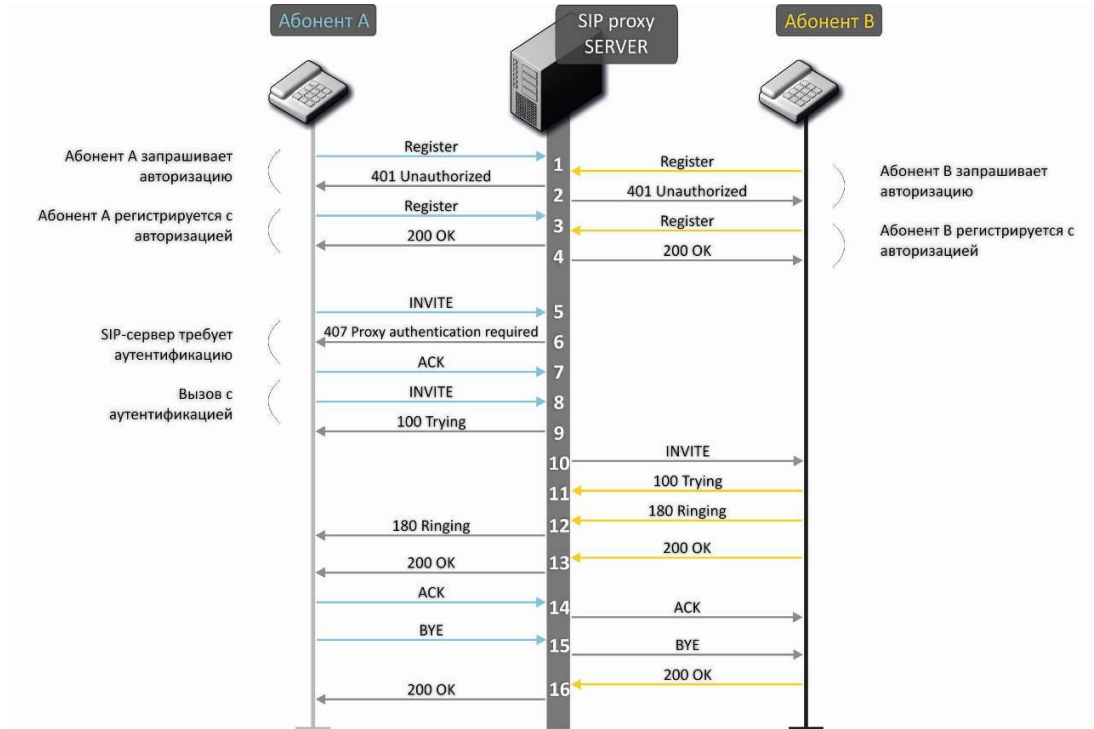 Абонент А
SIP proxy
SERVER
Абонент В
Register
1
Register
Абонент А запрашивает
авторизацию
401 Unauthorized
2
401 Unauthorized
Абонент В запрашивает
авторизацию
Абонент А регистрируется с
авторизацией
Register
3
Register
200 OK
4
200 OK
Абонент В регистрируется с
авторизацией
INVITE
5
SIP-сервер требует
аутентификацию
407 Proxy authentication required
6
ACK
7
Вызов с
аутентификацией
INVITE
8
100 Trying
9
INVITE
10
100 Trying
11
180 Ringing
12
180 Ringing
200 OK
13
200 OK
ACK
14
ACK
BYE
15
BYE
200 OK
16
200 OK